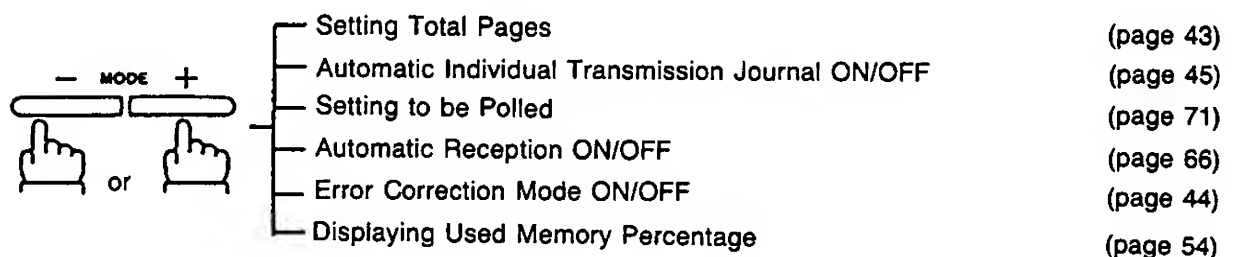 Setting Total Pages (page 43)
− MODE + Automatic Individual Transmission Journal ON/OFF (page 45)
Setting to be Polled (page 71)
Automatic Reception ON/OFF (page 66)
or Error Correction Mode ON/OFF (page 44)
Displaying Used Memory Percentage (page 54)